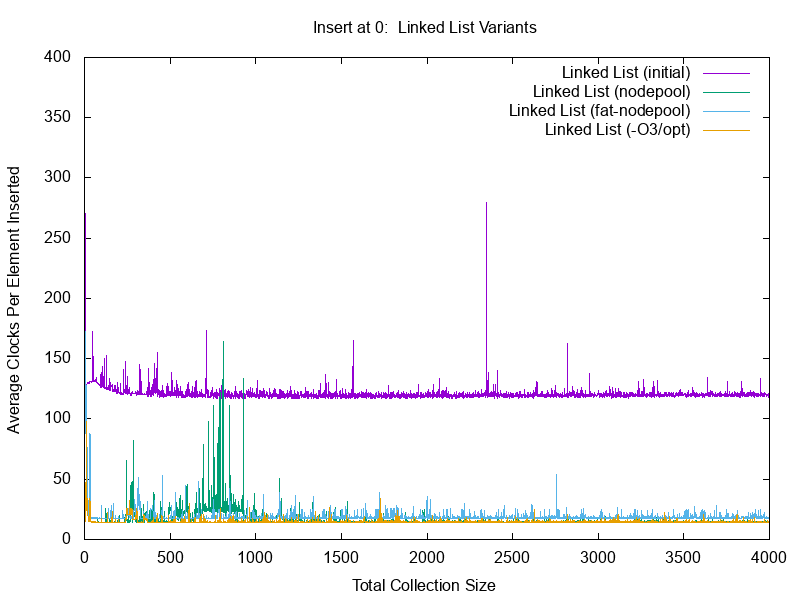 Insert at 0:  Linked List Variants
400
350
300
250
200
150
100
50
0
Average Clocks Per Element Inserted
Linked List (initial)
Linked List (nodepool)
Linked List (fat-nodepool)
Linked List (-O3/opt)
0 500 1000 1500 2000 2500 3000 3500 4000
Total Collection Size